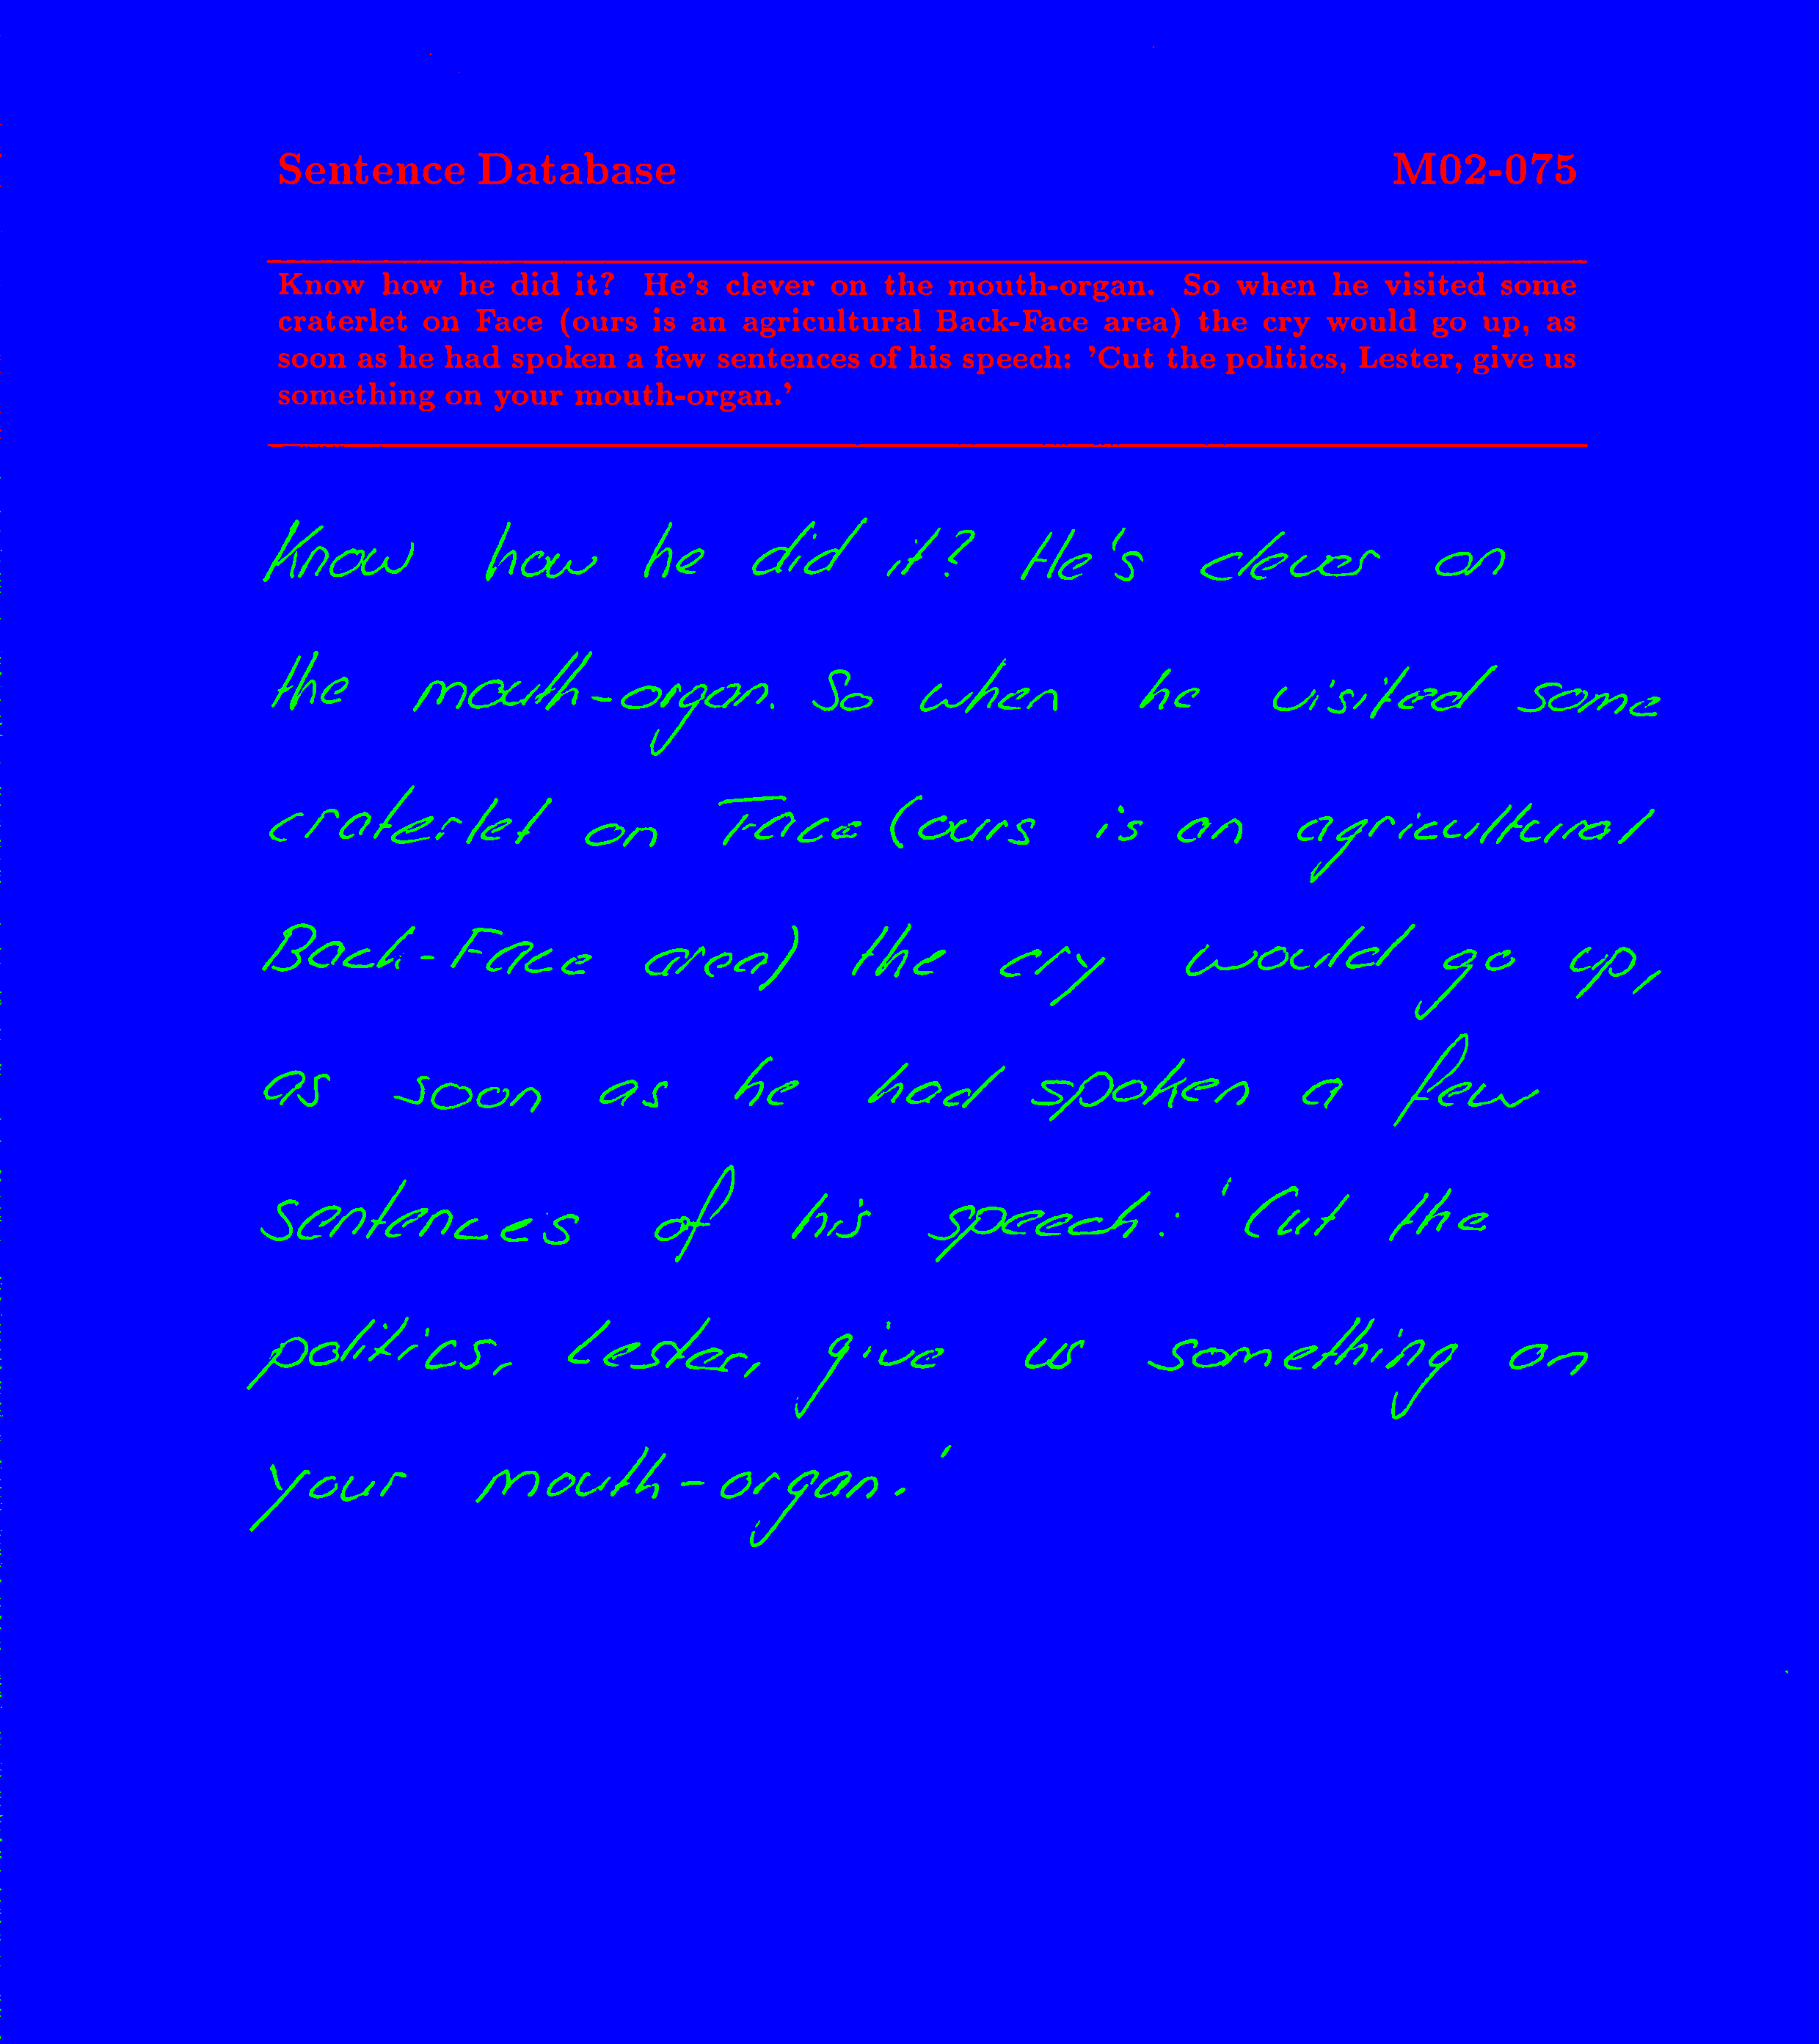 Sentence Database M02-075
Know how he did it? He's clever on the mouth-organ. So when he visited some
craterlet on Face (ours is an agricultural Back-Face area) the cry would go up, as
soon as he had spoken a few sentences of his speech: 'Cut the politics, Lester, give us
something on your mouth-organ.'
Know how he did it? He's clever on
the mouth-organ. So when he visited some
craterlet on Face (ours is an agricultural
Back-Face area) the cry would go up,
as soon as he had spoken a few
sentences of his speech: 'Cut the
politics, Lester, give us something on
your mouth-organ.'